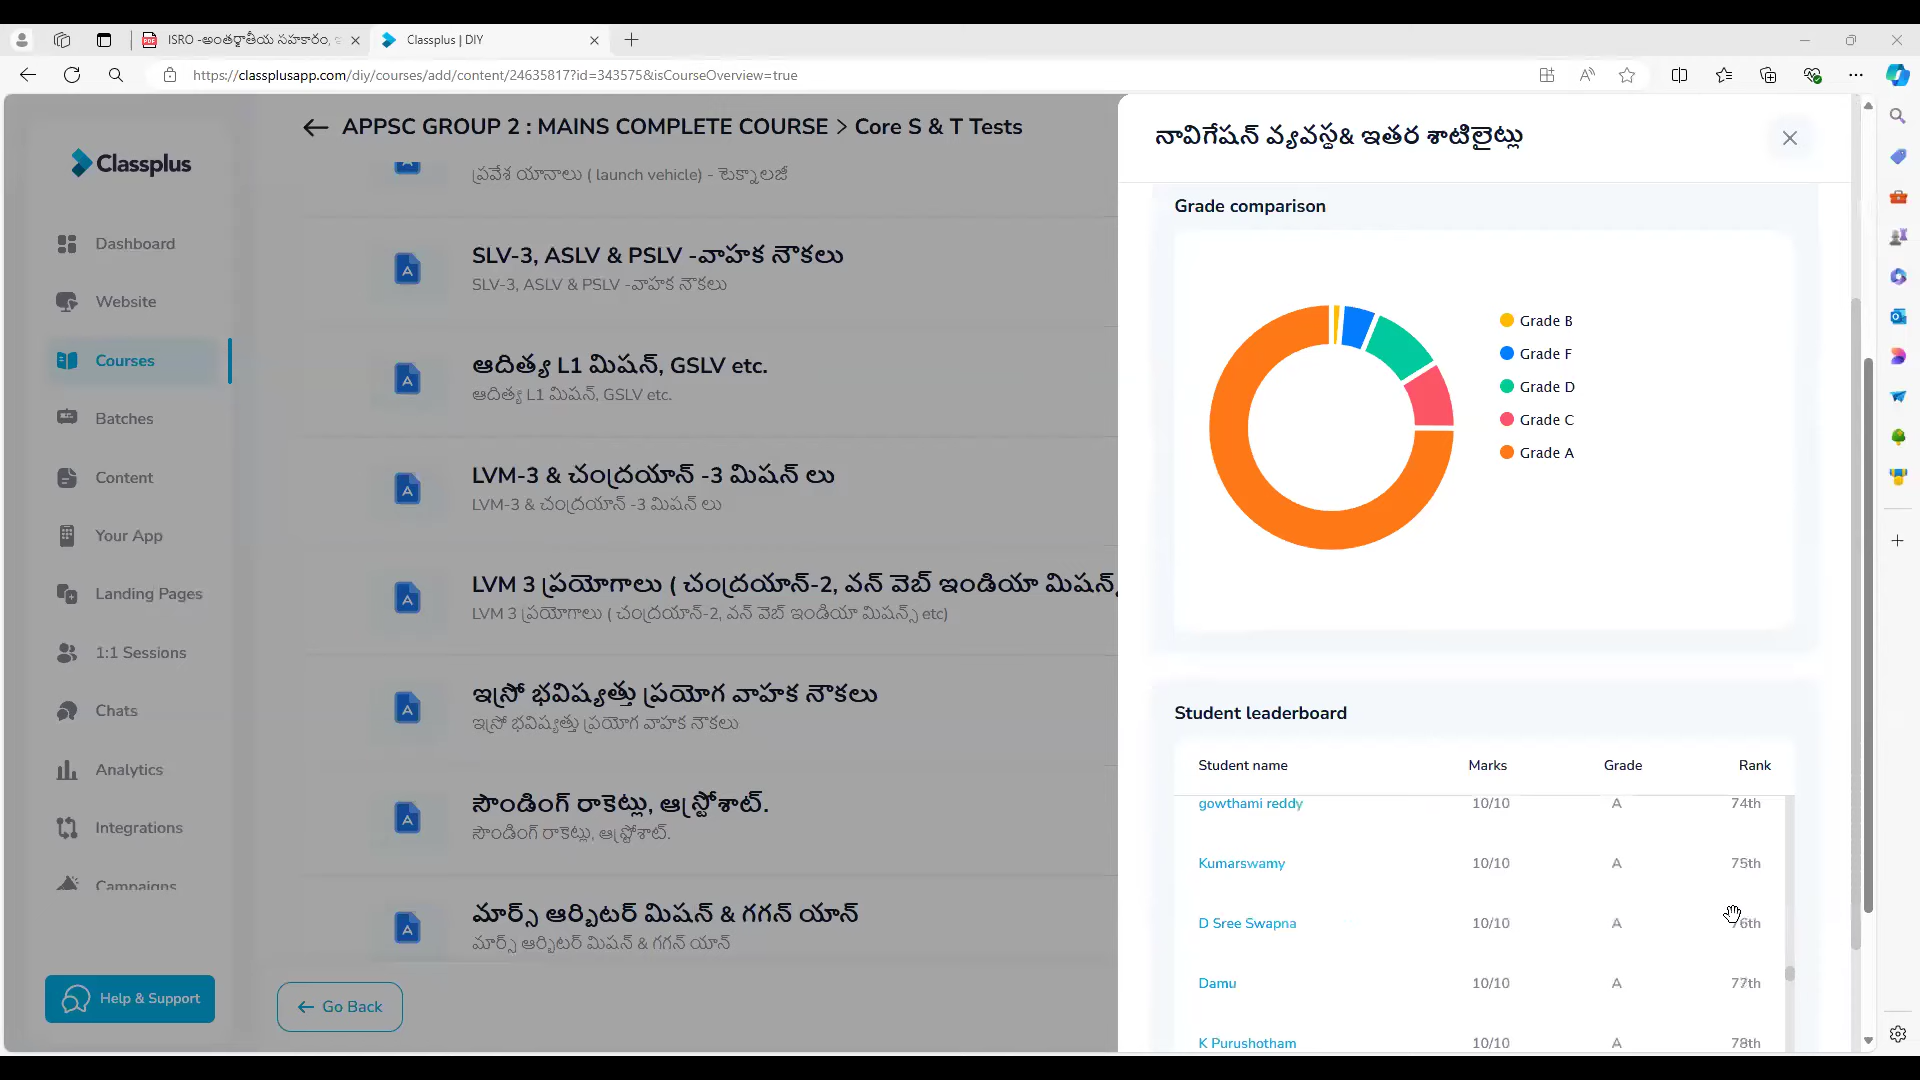 ISRO -అంతర్జాతీయ సహకారం,
Classplus | DIY
https://classplusapp.com/diy/courses/add/content/24635817?id=343575&isCourseOverview=true
Classplus
Dashboard
Website
Courses
Batches
Content
Your App
Landing Pages
1:1 Sessions
Chats
Analytics
Integrations
Campaigns
Help & Support
APPSC GROUP 2 : MAINS COMPLETE COURSE > Core S & T Tests
ప్రవేశ యానాలు ( launch vehicle) - టెక్నాలజీ
SLV-3, ASLV & PSLV -వాహక నౌకలు
SLV-3, ASLV & PSLV -వాహక నౌకలు
ఆదిత్య L1 మిషన్, GSLV etc.
ఆదిత్య L1 మిషన్, GSLV etc.
LVM-3 & చంద్రయాన్ -3 మిషన్ లు
LVM-3 & చంద్రయాన్ -3 మిషన్ లు
LVM 3 ప్రయోగాలు ( చంద్రయాన్-2, వన్ వెబ్ ఇండియా మిషన్స్
LVM 3 ప్రయోగాలు ( చంద్రయాన్-2, వన్ వెబ్ ఇండియా మిషన్స్ etc)
ఇస్రో భవిష్యత్తు ప్రయోగ వాహక నౌకలు
ఇస్రో భవిష్యత్తు ప్రయోగ వాహక నౌకలు
సౌండింగ్ రాకెట్లు, ఆస్ట్రోశాట్.
సౌండింగ్ రాకెట్లు, ఆస్ట్రోశాట్.
మార్స్ ఆర్బిటర్ మిషన్ & గగన్ యాన్
మార్స్ ఆర్బిటర్ మిషన్ & గగన్ యాన్
Go Back
నావిగేషన్ వ్యవస్థ& ఇతర శాటిలైట్లు
Grade comparison
Grade B
Grade F
Grade D
Grade C
Grade A
Student leaderboard
Student name Marks Grade Rank
gowthami reddy 10/10 A 74th
Kumarswamy 10/10 A 75th
D Sree Swapna 10/10 A 76th
Damu 10/10 A 77th
K Purushotham 10/10 A 78th